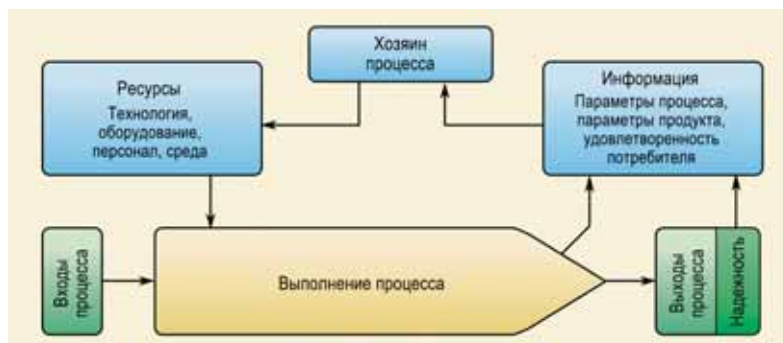 Хозяин
процесса
Ресурсы
Технология,
оборудование,
персонал, среда
Информация
Параметры процесса,
параметры продукта,
удовлетворенность
потребителя
Входы
процесса
Выполнение процесса
Выходы
процесса
Надежность